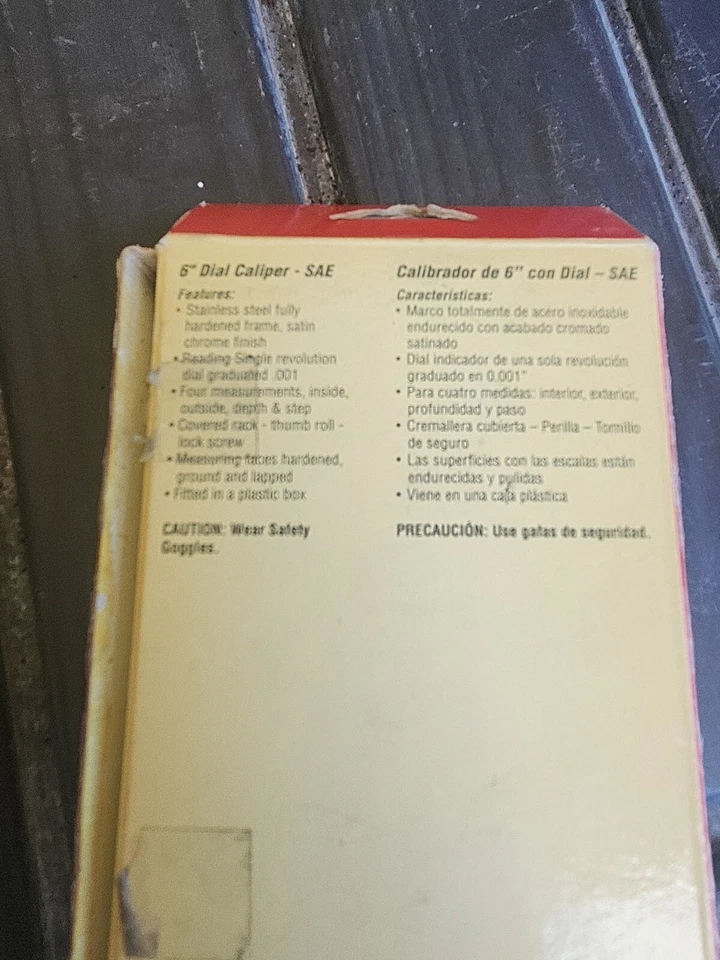 6" Dial Caliper - SAE
Features:
• Stainless steel fully
hardened frame, satin
chrome finish
• Reading Single revolution
dial graduated .001
• Four measurements, inside,
outside, depth & step
• Covered rack - thumb roll -
lock screw
• Measuring faces hardened,
ground and lapped
• Fitted in a plastic box
CAUTION: Wear Safety
Goggles.
Calibrador de 6" con Dial – SAE
Características:
• Marco totalmente de acero inoxidable
endurecido con acabado cromado
satinado
• Dial indicador de una sola revolución
graduado en 0.001"
• Para cuatro medidas: interior, exterior,
profundidad y paso
• Cremallera cubierta – Perilla – Tornillo
de seguro
• Las superficies con las escalas están
endurecidas y pulidas
• Viene en una caja plástica
PRECAUCIÓN: Use gafas de seguridad.